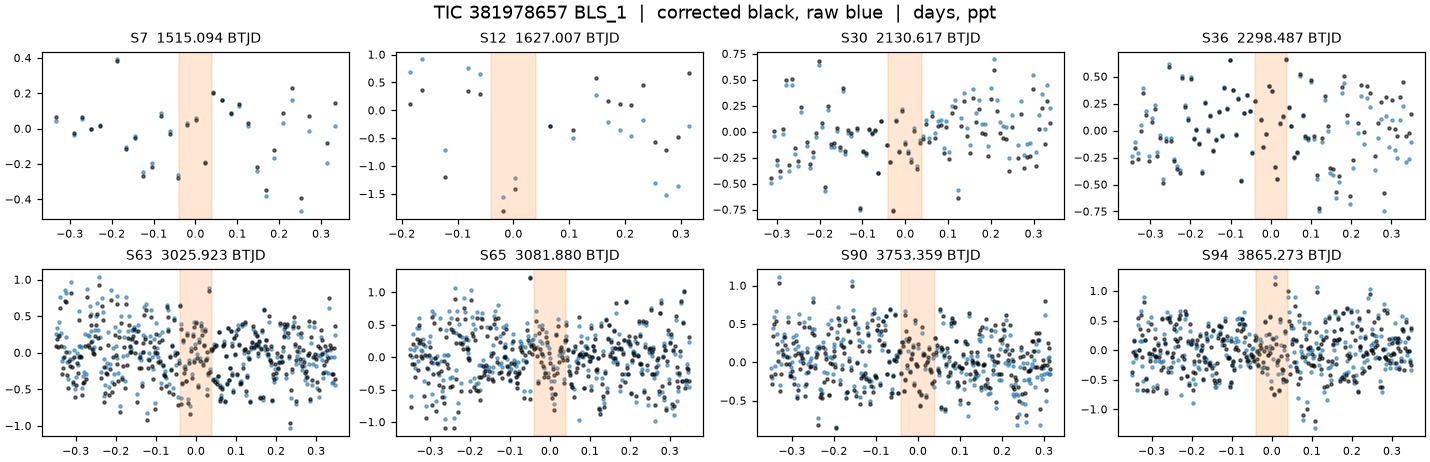 TIC 381978657 BLS_1 | corrected black, raw blue | days, ppt
S7 1515.094 BTJD
S12 1627.007 BTJD
S30 2130.617 BTJD
S36 2298.487 BTJD
0.4
0.2
0.0
−0.2
−0.4
−0.3 −0.2 −0.1 0.0 0.1 0.2 0.3
1.0
0.5
0.0
−0.5
−1.0
−1.5
−0.2 −0.1 0.0 0.1 0.2 0.3
0.75
0.50
0.25
0.00
−0.25
−0.50
−0.75
−0.3 −0.2 −0.1 0.0 0.1 0.2 0.3
0.50
0.25
0.00
−0.25
−0.50
−0.75
−0.3 −0.2 −0.1 0.0 0.1 0.2 0.3
S63 3025.923 BTJD
S65 3081.880 BTJD
S90 3753.359 BTJD
S94 3865.273 BTJD
1.0
0.5
0.0
−0.5
−1.0
−0.3 −0.2 −0.1 0.0 0.1 0.2 0.3
1.0
0.5
0.0
−0.5
−1.0
−0.3 −0.2 −0.1 0.0 0.1 0.2 0.3
1.0
0.5
0.0
−0.5
−0.3 −0.2 −0.1 0.0 0.1 0.2 0.3
1.0
0.5
0.0
−0.5
−1.0
−0.3 −0.2 −0.1 0.0 0.1 0.2 0.3